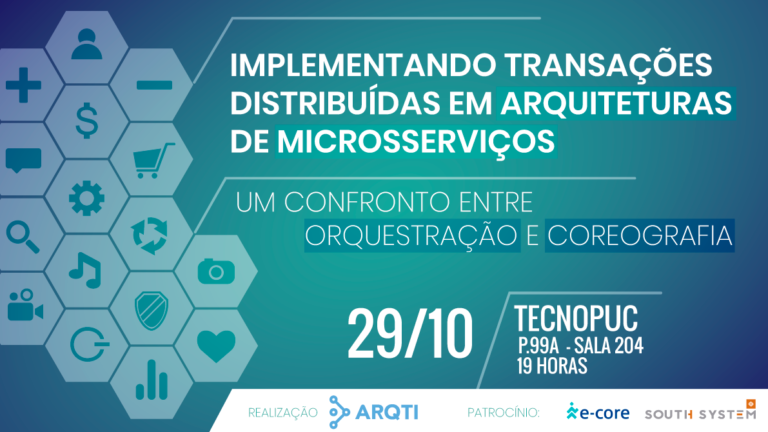 IMPLEMENTANDO TRANSAÇÕES
DISTRIBUÍDAS EM ARQUITETURAS
DE MICROSSERVIÇOS
UM CONFRONTO ENTRE
ORQUESTRAÇÃO E COREOGRAFIA
29/10
TECNOPUC
P.99A - SALA 204
19 HORAS
REALIZAÇÃO ARQTI PATROCÍNIO: e-core SOUTH SYSTEM